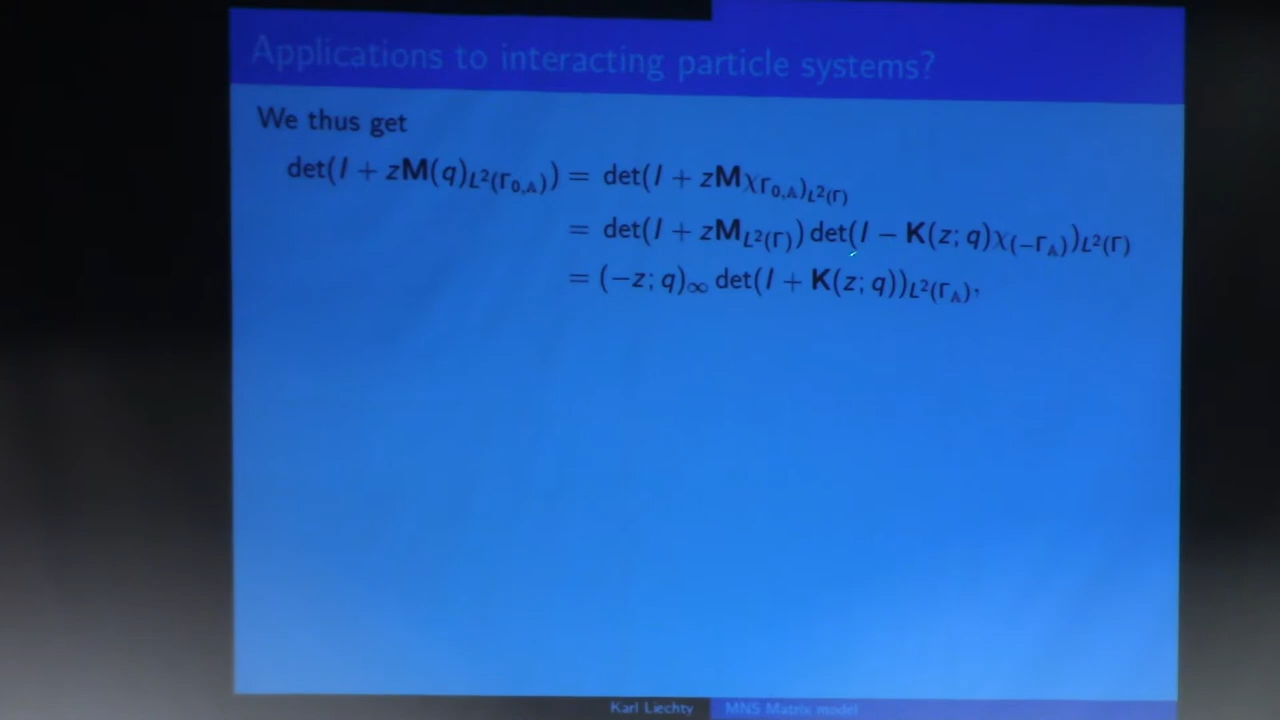 Applications to interacting particle systems?
We thus get
det(I + zM(q)_{L²(Γ_{0,𝔸})}) = det(I + zMχ_{Γ_{0,𝔸}})_{L²(Γ)}
= det(I + zM_{L²(Γ)}) det(I − K(z; q)χ_{(−Γ_𝔸)})_{L²(Γ)}
= (−z; q)_∞ det(I + K(z; q))_{L²(Γ_𝔸)},
Karl Liechty MNS Matrix model